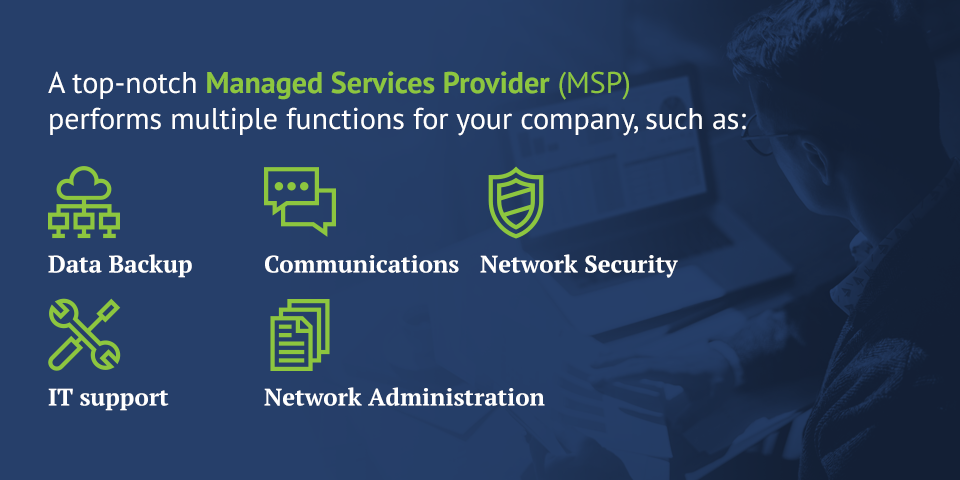 A top-notch Managed Services Provider (MSP)
performs multiple functions for your company, such as:
Data Backup
Communications
Network Security
IT support
Network Administration